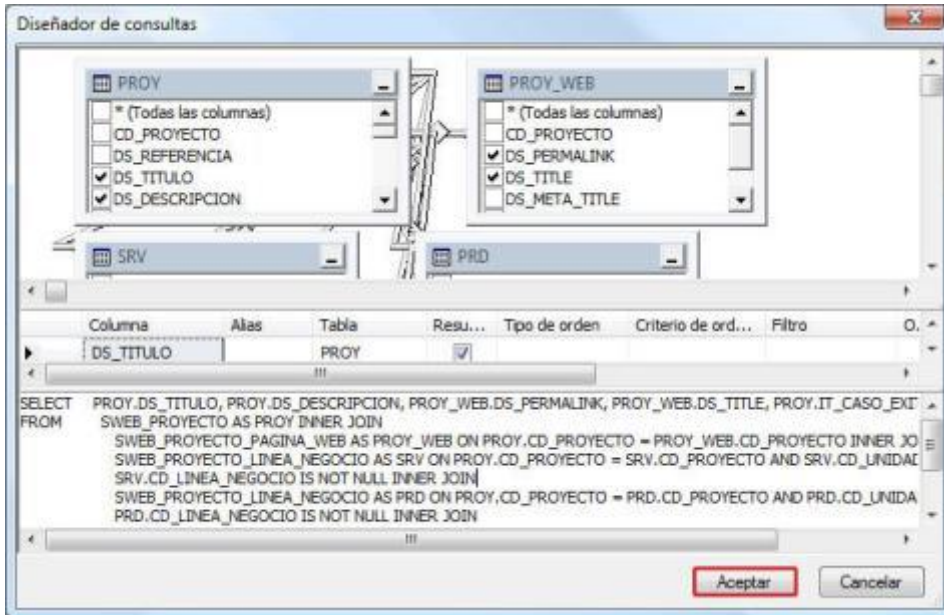 Diseñador de consultas
PROY
* (Todas las columnas)
CD_PROYECTO
DS_REFERENCIA
DS_TITULO
DS_DESCRIPCION
PROY_WEB
* (Todas las columnas)
CD_PROYECTO
DS_PERMALINK
DS_TITLE
DS_META_TITLE
SRV
PRD
Columna Alias Tabla Resu... Tipo de orden Criterio de ord... Filtro O.
DS_TITULO PROY
SELECT PROY.DS_TITULO, PROY.DS_DESCRIPCION, PROY_WEB.DS_PERMALINK, PROY_WEB.DS_TITLE, PROY.IT_CASO_EXIT
FROM SWEB_PROYECTO AS PROY INNER JOIN
SWEB_PROYECTO_PAGINA_WEB AS PROY_WEB ON PROY.CD_PROYECTO = PROY_WEB.CD_PROYECTO INNER JO
SWEB_PROYECTO_LINEA_NEGOCIO AS SRV ON PROY.CD_PROYECTO = SRV.CD_PROYECTO AND SRV.CD_UNIDAD
SRV.CD_LINEA_NEGOCIO IS NOT NULL INNER JOIN
SWEB_PROYECTO_LINEA_NEGOCIO AS PRD ON PROY.CD_PROYECTO = PRD.CD_PROYECTO AND PRD.CD_UNIDA
PRD.CD_LINEA_NEGOCIO IS NOT NULL INNER JOIN
Aceptar Cancelar